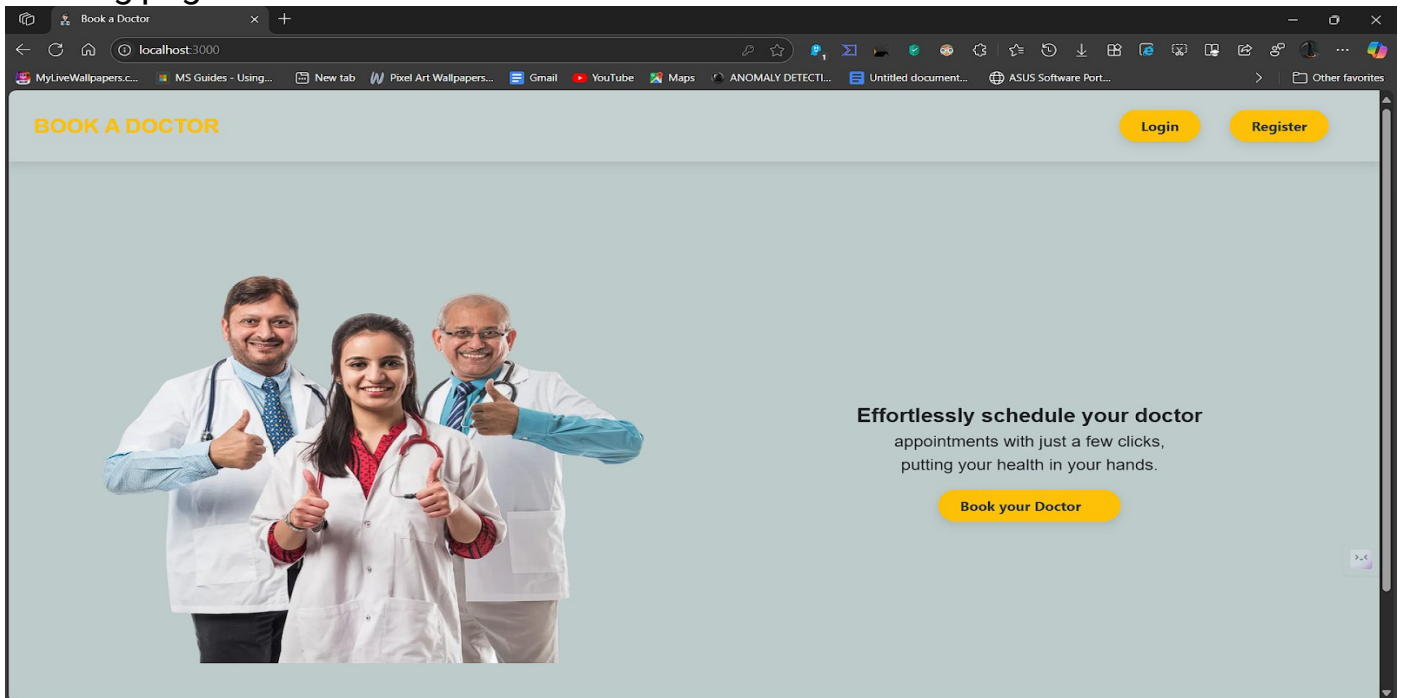 Book a Doctor
localhost:3000
MyLiveWallpapers.c... MS Guides - Using... New tab Pixel Art Wallpapers... Gmail YouTube Maps ANOMALY DETECTI... Untitled document... ASUS Software Port... Other favorites
BOOK A DOCTOR Login Register
Effortlessly schedule your doctor
appointments with just a few clicks,
putting your health in your hands.
Book your Doctor